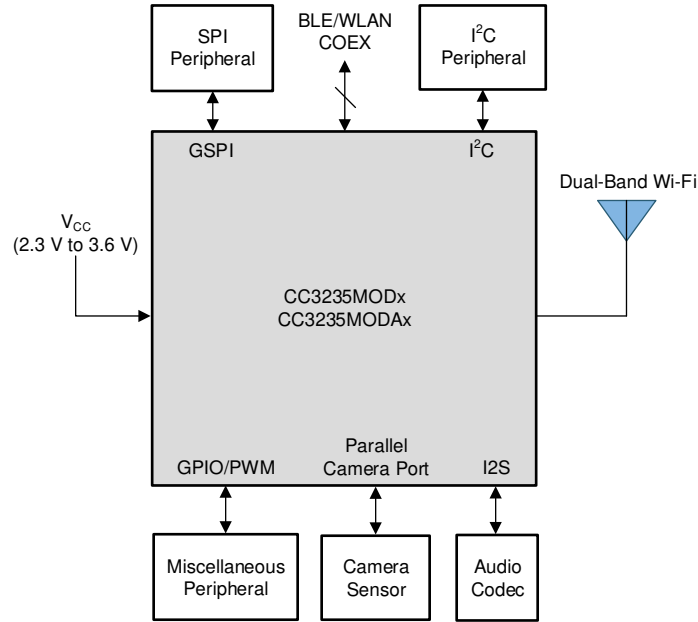 SPI
Peripheral
BLE/WLAN
COEX
I²C
Peripheral
GSPI
I²C
Dual-Band Wi-Fi
V_CC
(2.3 V to 3.6 V)
CC3235MODx
CC3235MODAx
GPIO/PWM
Parallel
Camera Port
I2S
Miscellaneous
Peripheral
Camera
Sensor
Audio
Codec